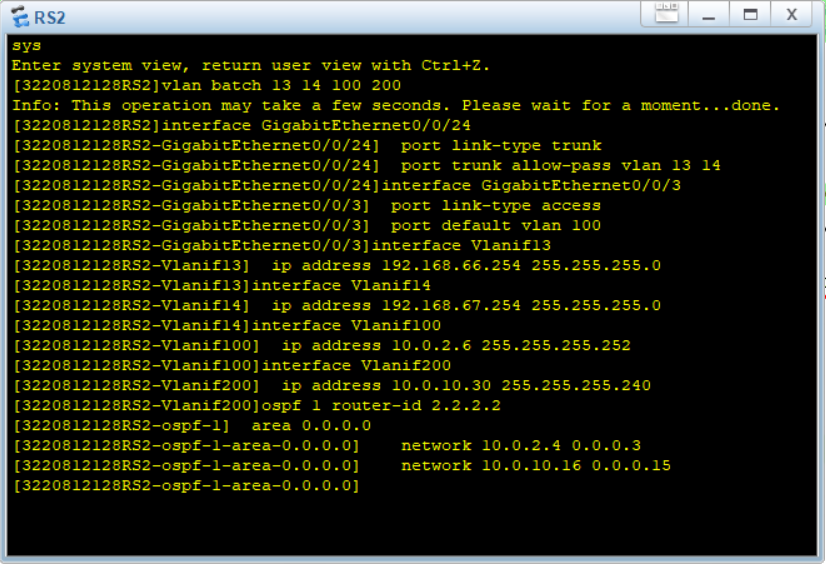 RS2
sys
Enter system view, return user view with Ctrl+Z.
[3220812128RS2]vlan batch 13 14 100 200
Info: This operation may take a few seconds. Please wait for a moment...done.
[3220812128RS2]interface GigabitEthernet0/0/24
[3220812128RS2-GigabitEthernet0/0/24]  port link-type trunk
[3220812128RS2-GigabitEthernet0/0/24]  port trunk allow-pass vlan 13 14
[3220812128RS2-GigabitEthernet0/0/24]interface GigabitEthernet0/0/3
[3220812128RS2-GigabitEthernet0/0/3]  port link-type access
[3220812128RS2-GigabitEthernet0/0/3]  port default vlan 100
[3220812128RS2-GigabitEthernet0/0/3]interface Vlanif13
[3220812128RS2-Vlanif13]  ip address 192.168.66.254 255.255.255.0
[3220812128RS2-Vlanif13]interface Vlanif14
[3220812128RS2-Vlanif14]  ip address 192.168.67.254 255.255.255.0
[3220812128RS2-Vlanif14]interface Vlanif100
[3220812128RS2-Vlanif100]  ip address 10.0.2.6 255.255.255.252
[3220812128RS2-Vlanif100]interface Vlanif200
[3220812128RS2-Vlanif200]  ip address 10.0.10.30 255.255.255.240
[3220812128RS2-Vlanif200]ospf 1 router-id 2.2.2.2
[3220812128RS2-ospf-1]  area 0.0.0.0
[3220812128RS2-ospf-1-area-0.0.0.0]    network 10.0.2.4 0.0.0.3
[3220812128RS2-ospf-1-area-0.0.0.0]    network 10.0.10.16 0.0.0.15
[3220812128RS2-ospf-1-area-0.0.0.0]